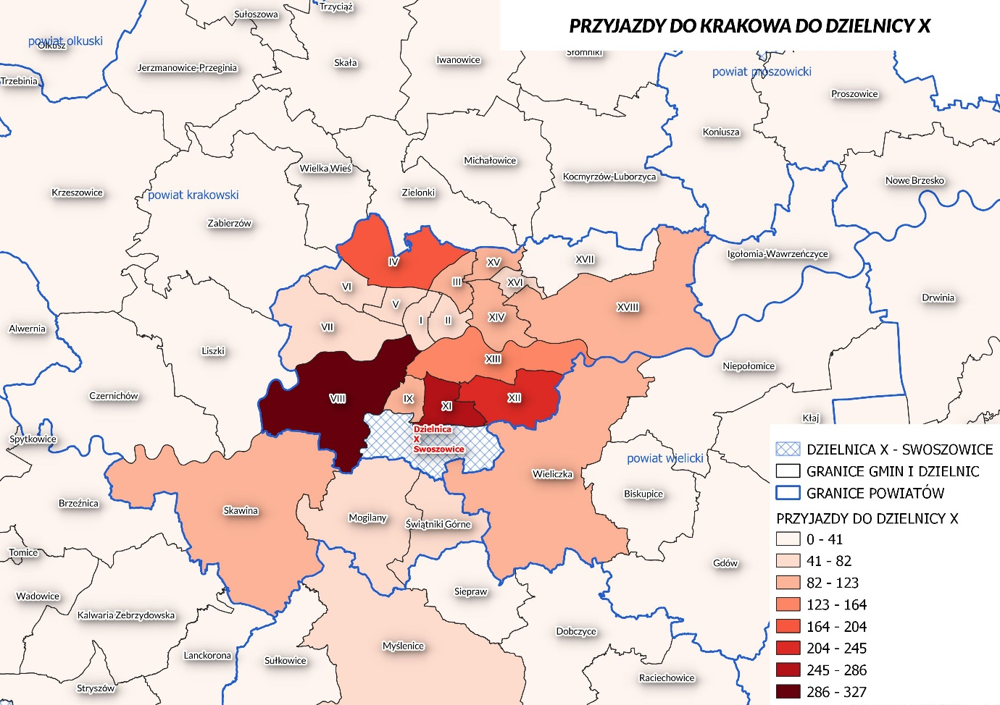 PRZYJAZDY DO KRAKOWA DO DZIELNICY X
Trzyciąż
Sułoszowa
powiat olkuski
Olkusz
Słomniki
Iwanowice
Skała
Jerzmanowice-Przeginia
powiat proszowicki
Trzebinia
Proszowice
Koniusza
Michałowice
Wielka Wieś
Kocmyrzów-Luborzyca
Nowe Brzesko
Krzeszowice
powiat krakowski
Zielonki
Zabierzów
Igołomia-Wawrzeńczyce
IV
XV
XVII
III
XVI
VI
Drwinia
V
XVIII
I
II
XIV
VII
Alwernia
Liszki
XIII
Niepołomice
Czernichów
VIII
IX
XI
XII
Kłaj
Dzielnica
X
Swoszowice
Spytkowice
powiat wielicki
Wieliczka
Biskupice
Brzeźnica
Skawina
Mogilany
Świątniki Górne
Tomice
Gdów
Siepraw
Wadowice
Kalwaria Zebrzydowska
Dobczyce
Myślenice
Lanckorona
Sułkowice
Raciechowice
Stryszów
DZIELNICA X - SWOSZOWICE
GRANICE GMIN I DZIELNIC
GRANICE POWIATÓW
PRZYJAZDY DO DZIELNICY X
0 - 41
41 - 82
82 - 123
123 - 164
164 - 204
204 - 245
245 - 286
286 - 327